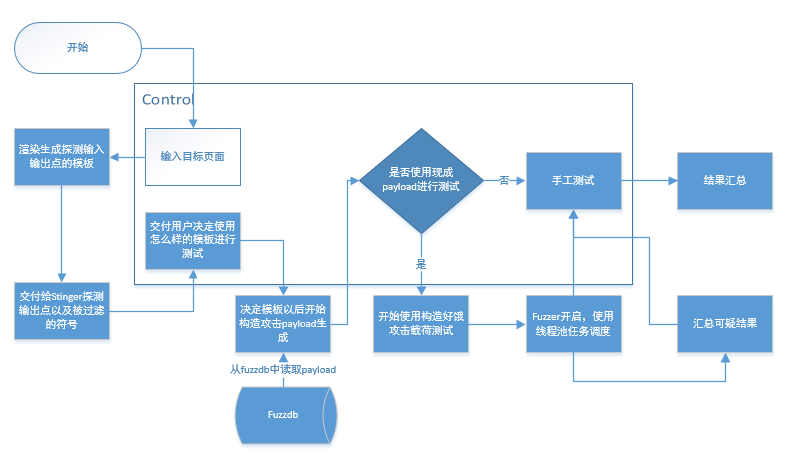 开始
Control
渲染生成探测输入
输出点的模板
输入目标页面
是否使用现成
payload进行测试
否
手工测试
结果汇总
交付用户决定使用
怎么样的模板进行
测试
是
交付给Stinger探测
输出点以及被过滤
的符号
决定模板以后开始
构造攻击payload生
成
开始使用构造好饿
攻击载荷测试
Fuzzer开启，使用
线程池任务调度
汇总可疑结果
从fuzzdb中读取payload
Fuzzdb